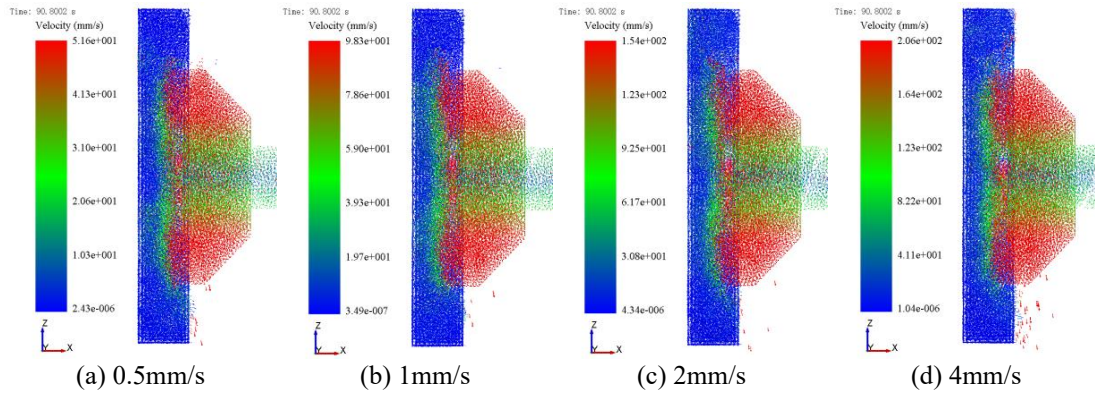 Time: 90.8002 s
Velocity (mm/s)
5.16e+001
4.13e+001
3.10e+001
2.06e+001
1.03e+001
2.43e-006
Z
Y X
(a) 0.5mm/s
Time: 90.8002 s
Velocity (mm/s)
9.83e+001
7.86e+001
5.90e+001
3.93e+001
1.97e+001
3.49e-007
Z
Y X
(b) 1mm/s
Time: 90.8002 s
Velocity (mm/s)
1.54e+002
1.23e+002
9.25e+001
6.17e+001
3.08e+001
4.34e-006
Z
Y X
(c) 2mm/s
Time: 90.8002 s
Velocity (mm/s)
2.06e+002
1.64e+002
1.23e+002
8.22e+001
4.11e+001
1.04e-006
Z
Y X
(d) 4mm/s